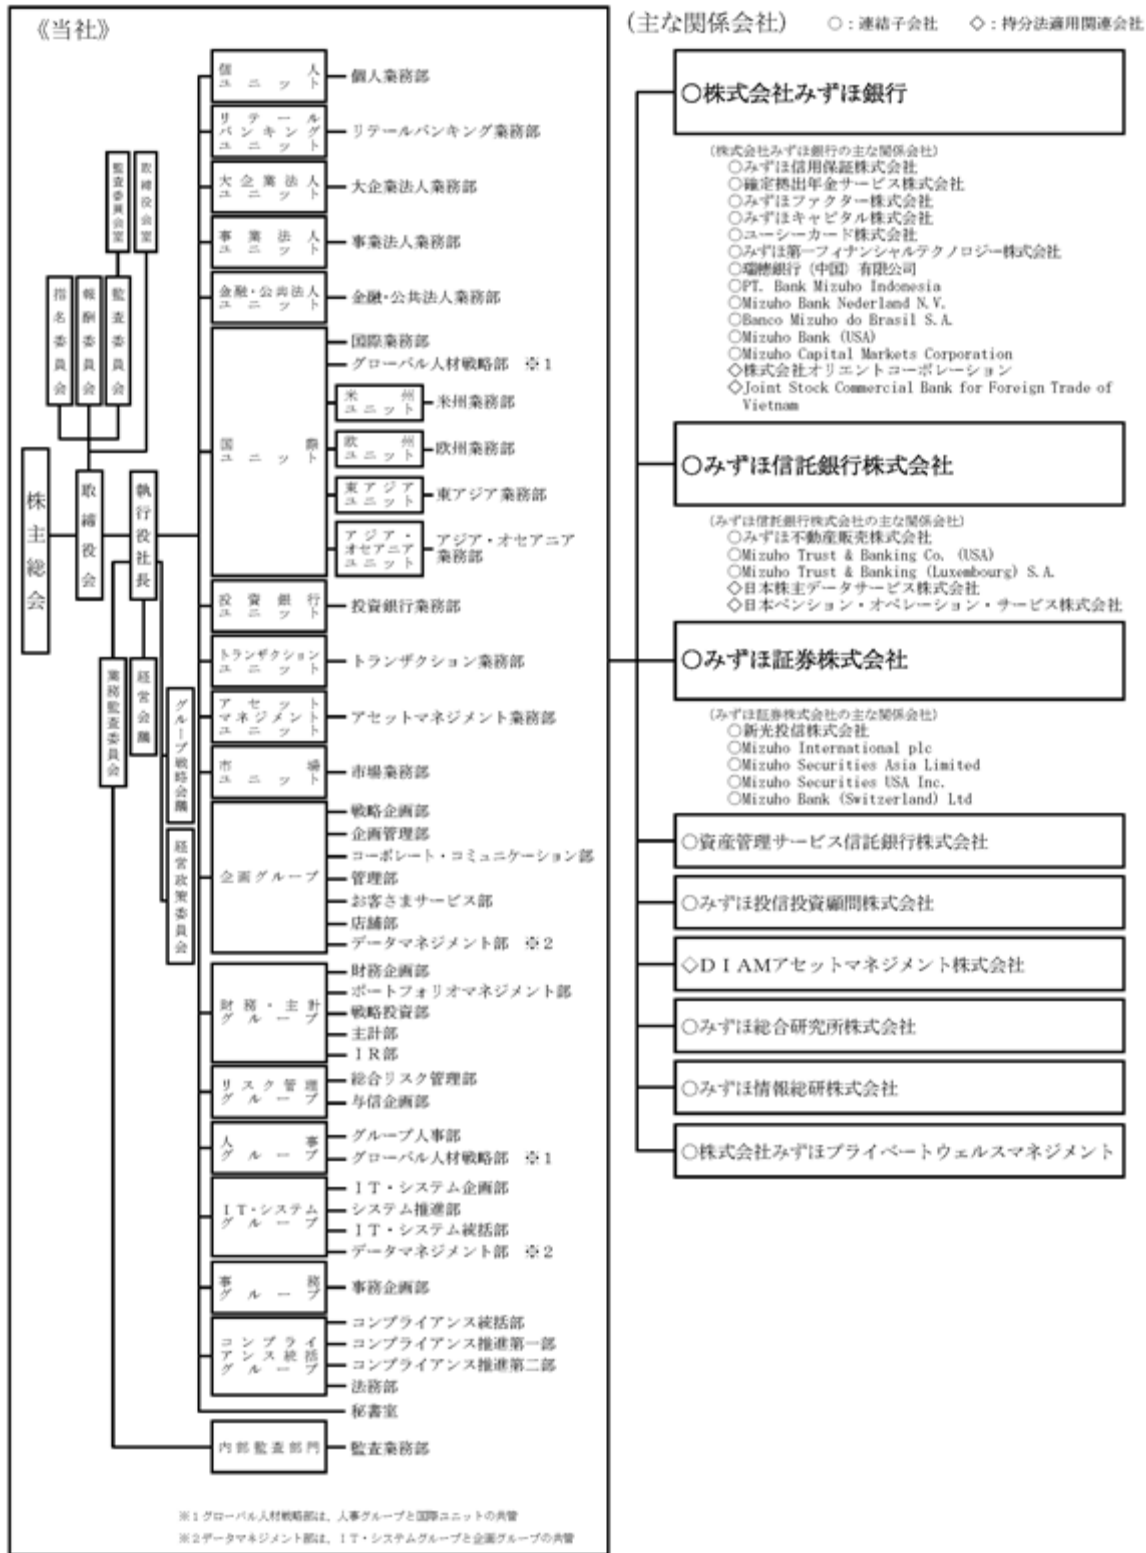 《当社》
監査委員会室
取締役会室
指名委員会
報酬委員会
監査委員会
株主総会
取締役会
執行役社長
業務監査委員会
経営会議
グループ戦略会議
経営政策委員会
個人
ユニット
個人業務部
リテール
バンキング
ユニット
リテールバンキング業務部
大企業法人
ユニット
大企業法人業務部
事業法人
ユニット
事業法人業務部
金融・公共法人
ユニット
金融・公共法人業務部
国際
ユニット
国際業務部
グローバル人材戦略部 ※1
米州
ユニット
米州業務部
欧州
ユニット
欧州業務部
東アジア
ユニット
東アジア業務部
アジア・
オセアニア
ユニット
アジア・オセアニア
業務部
投資銀行
ユニット
投資銀行業務部
トランザクション
ユニット
トランザクション業務部
アセット
マネジメント
ユニット
アセットマネジメント業務部
市場
ユニット
市場業務部
企画グループ
戦略企画部
企画管理部
コーポレート・コミュニケーション部
管理部
お客さまサービス部
店舗部
データマネジメント部 ※2
財務・主計
グループ
財務企画部
ポートフォリオマネジメント部
戦略投資部
主計部
IR部
リスク管理
グループ
総合リスク管理部
与信企画部
人事
グループ
グループ人事部
グローバル人材戦略部 ※1
IT・システム
グループ
IT・システム企画部
システム推進部
IT・システム統括部
データマネジメント部 ※2
事務
グループ
事務企画部
コンプライ
アンス統括
グループ
コンプライアンス統括部
コンプライアンス推進第一部
コンプライアンス推進第二部
法務部
秘書室
内部監査部門
監査業務部
※1グローバル人材戦略部は、人事グループと国際ユニットの共管
※2データマネジメント部は、IT・システムグループと企画グループの共管
(主な関係会社) ○:連結子会社 ◇:持分法適用関連会社
○株式会社みずほ銀行
(株式会社みずほ銀行の主な関係会社)
○みずほ信用保証株式会社
○確定拠出年金サービス株式会社
○みずほファクター株式会社
○みずほキャピタル株式会社
○ユーシーカード株式会社
○みずほ第一フィナンシャルテクノロジー株式会社
○瑞穂銀行(中国)有限公司
○PT. Bank Mizuho Indonesia
○Mizuho Bank Nederland N.V.
○Banco Mizuho do Brasil S.A.
○Mizuho Bank (USA)
○Mizuho Capital Markets Corporation
◇株式会社オリエントコーポレーション
◇Joint Stock Commercial Bank for Foreign Trade of
Vietnam
○みずほ信託銀行株式会社
(みずほ信託銀行株式会社の主な関係会社)
○みずほ不動産販売株式会社
○Mizuho Trust & Banking Co. (USA)
○Mizuho Trust & Banking (Luxembourg) S.A.
◇日本株主データサービス株式会社
◇日本ペンション・オペレーション・サービス株式会社
○みずほ証券株式会社
(みずほ証券株式会社の主な関係会社)
○新光投信株式会社
○Mizuho International plc
○Mizuho Securities Asia Limited
○Mizuho Securities USA Inc.
○Mizuho Bank (Switzerland) Ltd
○資産管理サービス信託銀行株式会社
○みずほ投信投資顧問株式会社
◇DIAMアセットマネジメント株式会社
○みずほ総合研究所株式会社
○みずほ情報総研株式会社
○株式会社みずほプライベートウェルスマネジメント